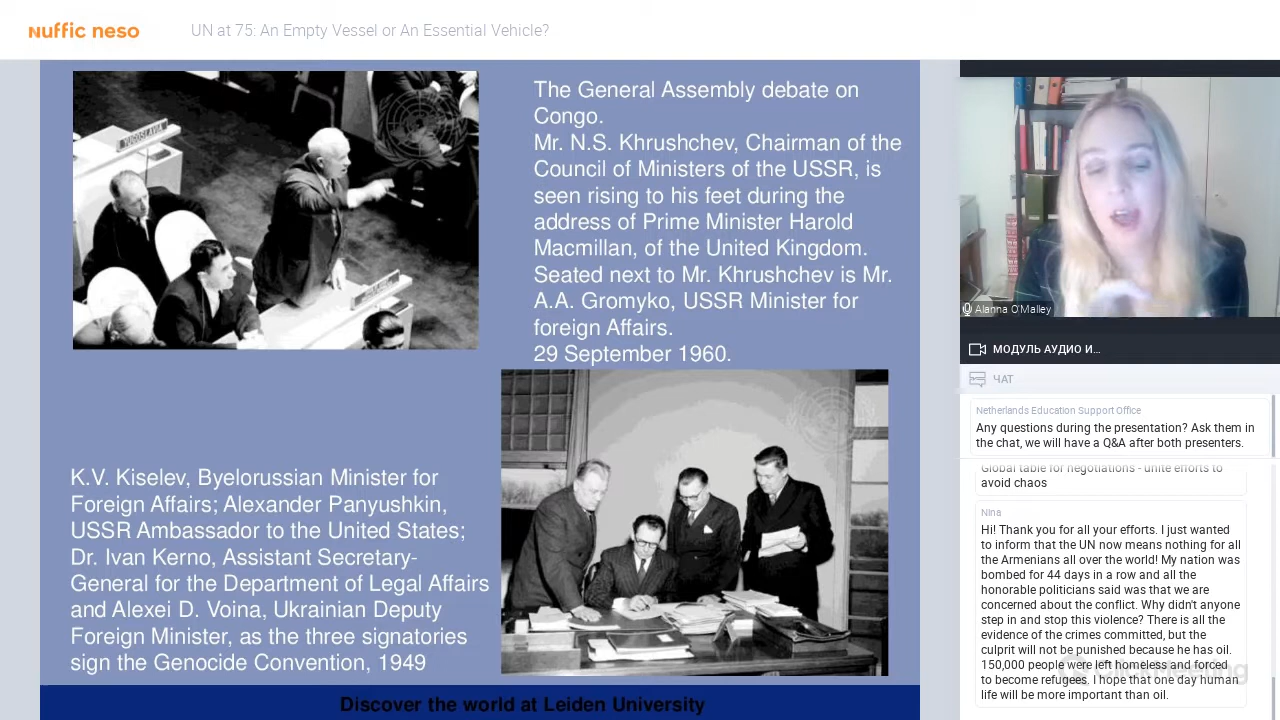 nuffic neso
UN at 75: An Empty Vessel or An Essential Vehicle?
YUGOSLAVIA
The General Assembly debate on
Congo.
Mr. N.S. Khrushchev, Chairman of the
Council of Ministers of the USSR, is
seen rising to his feet during the
address of Prime Minister Harold
Macmillan, of the United Kingdom.
Seated next to Mr. Khrushchev is Mr.
A.A. Gromyko, USSR Minister for
foreign Affairs.
29 September 1960.
K.V. Kiselev, Byelorussian Minister for
Foreign Affairs; Alexander Panyushkin,
USSR Ambassador to the United States;
Dr. Ivan Kerno, Assistant Secretary-
General for the Department of Legal Affairs
and Alexei D. Voina, Ukrainian Deputy
Foreign Minister, as the three signatories
sign the Genocide Convention, 1949
Discover the world at Leiden University
Alanna O'Malley
МОДУЛЬ АУДИО И...
ЧАТ
Netherlands Education Support Office
Any questions during the presentation? Ask them in
the chat, we will have a Q&A after both presenters.
Global table for negotiations - unite efforts to
avoid chaos
Nina
Hi! Thank you for all your efforts. I just wanted
to inform that the UN now means nothing for all
the Armenians all over the world! My nation was
bombed for 44 days in a row and all the
honorable politicians said was that we are
concerned about the conflict. Why didn't anyone
step in and stop this violence? There is all the
evidence of the crimes committed, but the
culprit will not be punished because he has oil.
150,000 people were left homeless and forced
to become refugees. I hope that one day human
life will be more important than oil.